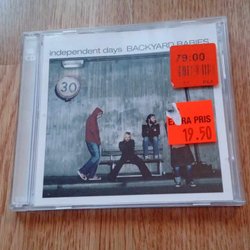 independent days BACKYARD BABIES
79:00
30
EXTRA PRIS
19.50